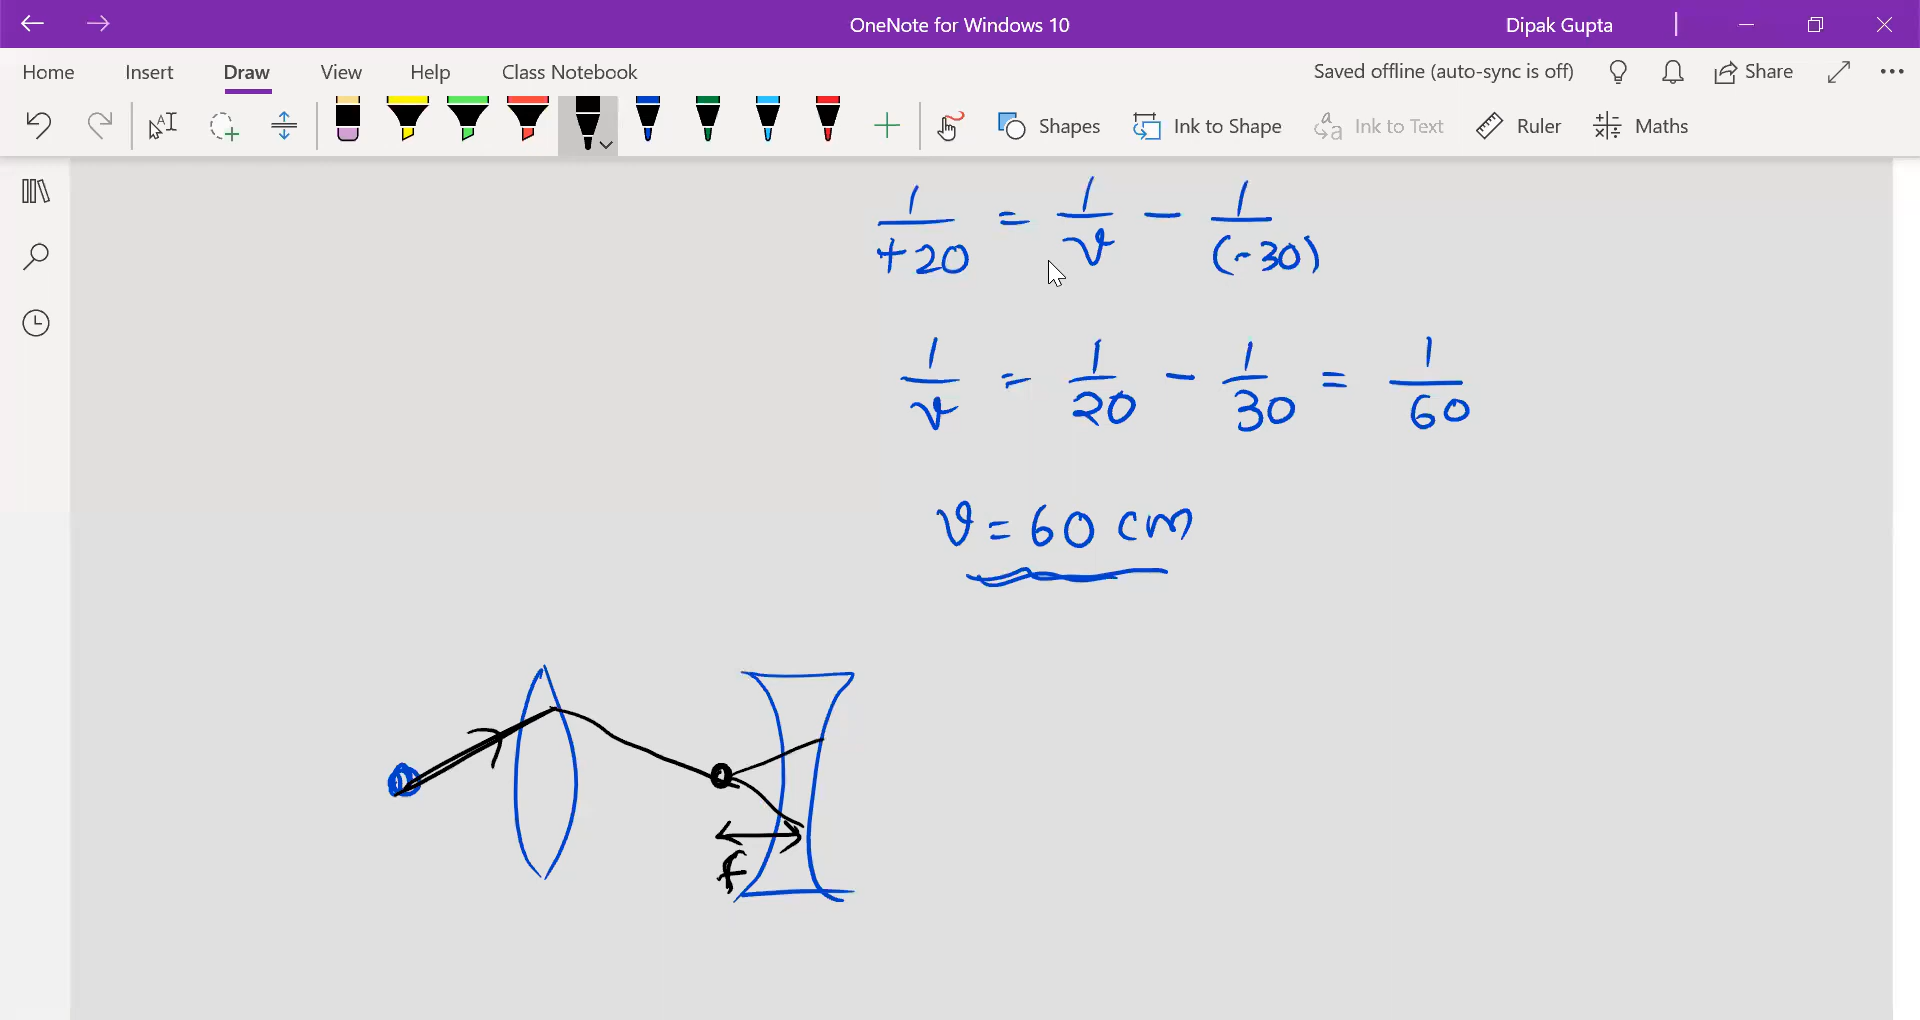 OneNote for Windows 10
Dipak Gupta
Home Insert Draw View Help Class Notebook
Saved offline (auto-sync is off) Share
Shapes Ink to Shape Ink to Text Ruler Maths
1/+20 = 1/v - 1/(-30)
1/v = 1/20 - 1/30 = 1/60
v = 60 cm
f